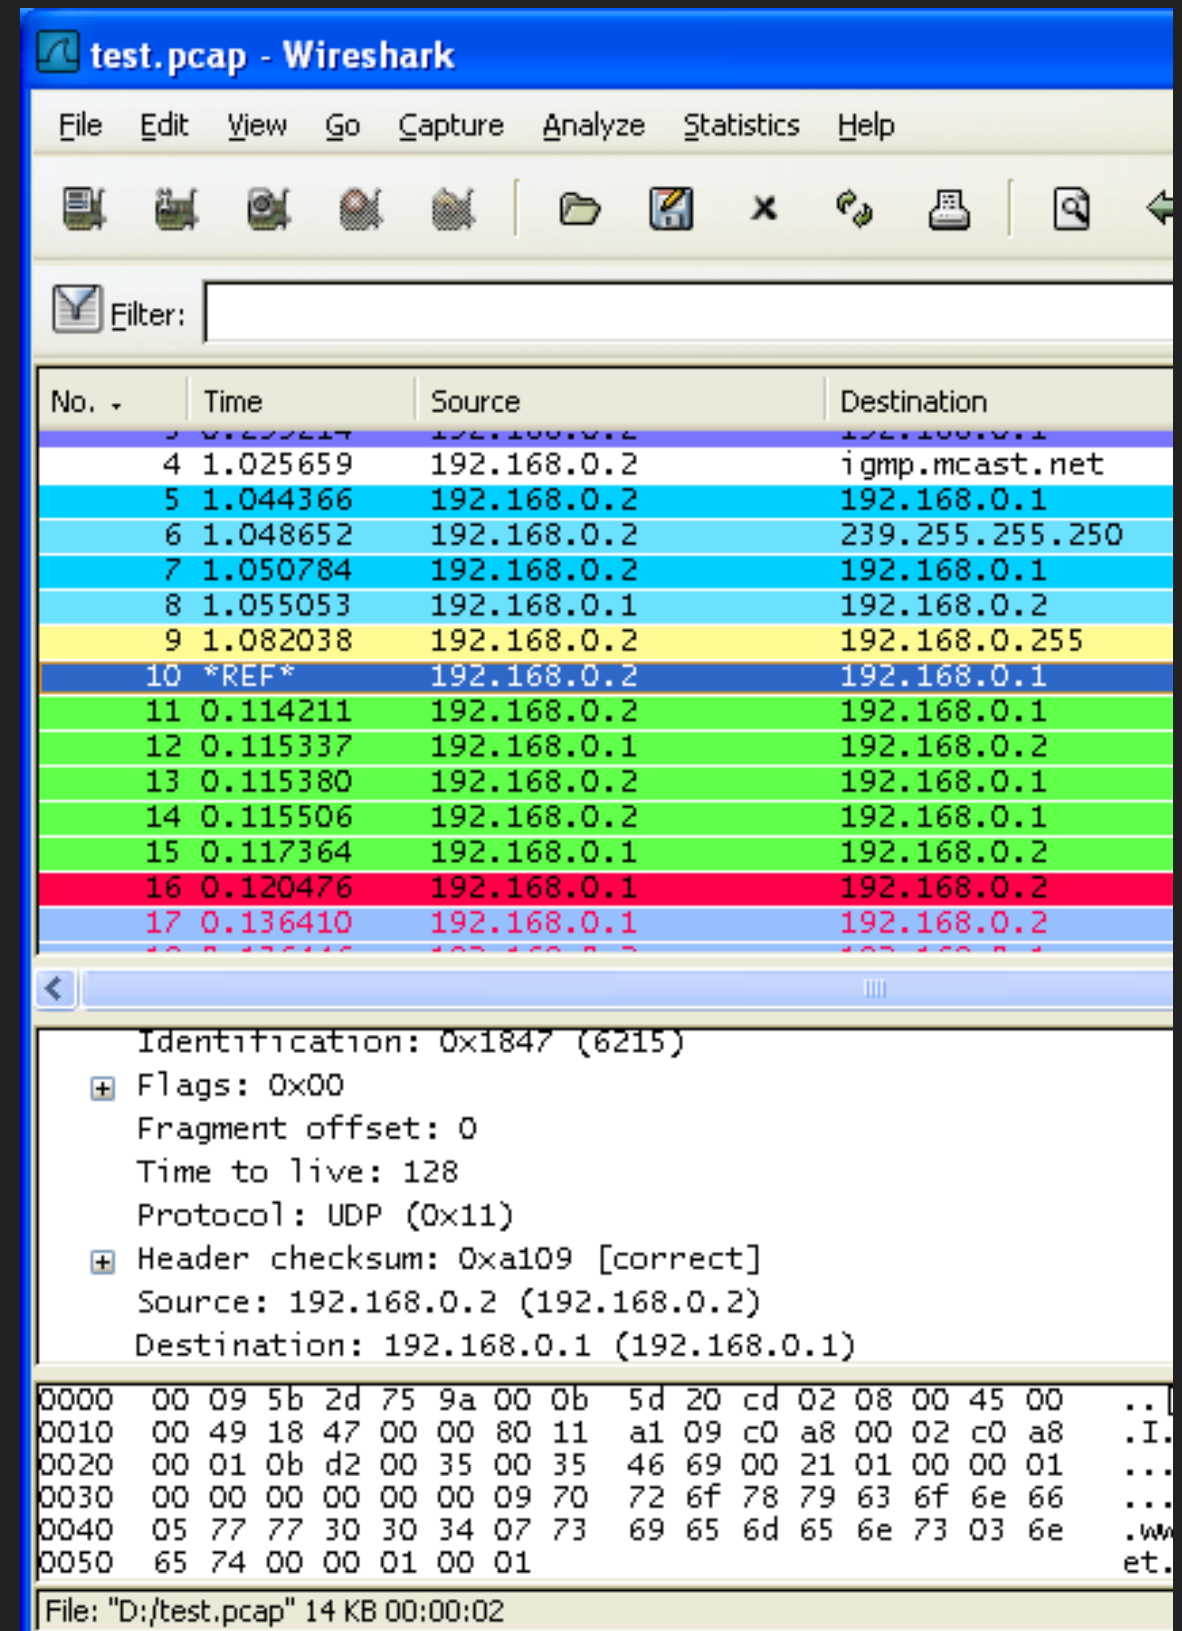 test.pcap - Wireshark
File Edit View Go Capture Analyze Statistics Help
Filter:
No. Time Source Destination
3 0.299214 192.168.0.2 192.168.0.1
4 1.025659 192.168.0.2 igmp.mcast.net
5 1.044366 192.168.0.2 192.168.0.1
6 1.048652 192.168.0.2 239.255.255.250
7 1.050784 192.168.0.2 192.168.0.1
8 1.055053 192.168.0.1 192.168.0.2
9 1.082038 192.168.0.2 192.168.0.255
10 *REF* 192.168.0.2 192.168.0.1
11 0.114211 192.168.0.2 192.168.0.1
12 0.115337 192.168.0.1 192.168.0.2
13 0.115380 192.168.0.2 192.168.0.1
14 0.115506 192.168.0.2 192.168.0.1
15 0.117364 192.168.0.1 192.168.0.2
16 0.120476 192.168.0.1 192.168.0.2
17 0.136410 192.168.0.1 192.168.0.2
Identification: 0x1847 (6215)
Flags: 0x00
Fragment offset: 0
Time to live: 128
Protocol: UDP (0x11)
Header checksum: 0xa109 [correct]
Source: 192.168.0.2 (192.168.0.2)
Destination: 192.168.0.1 (192.168.0.1)
0000 00 09 5b 2d 75 9a 00 0b 5d 20 cd 02 08 00 45 00 ..[
0010 00 49 18 47 00 00 80 11 a1 09 c0 a8 00 02 c0 a8 .I.
0020 00 01 0b d2 00 35 00 35 46 69 00 21 01 00 00 01 ...
0030 00 00 00 00 00 00 09 70 72 6f 78 79 63 6f 6e 66 ...
0040 05 77 77 30 30 34 07 73 69 65 6d 65 6e 73 03 6e .ww
0050 65 74 00 00 01 00 01 et.
File: "D:/test.pcap" 14 KB 00:00:02